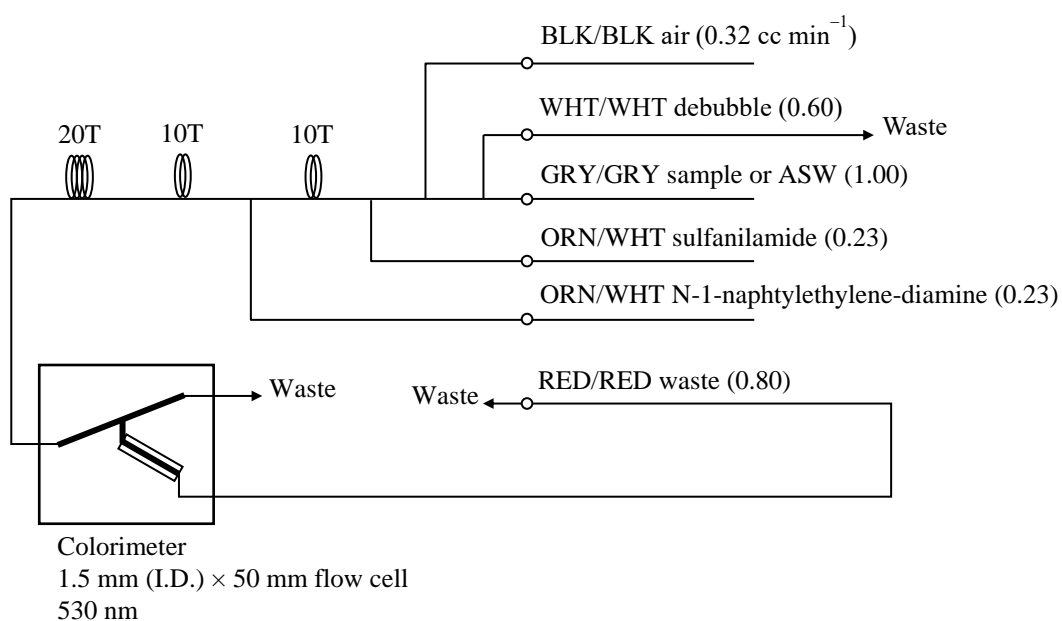 BLK/BLK air (0.32 cc min⁻¹)
WHT/WHT debubble (0.60)
Waste
20T
10T
10T
GRY/GRY sample or ASW (1.00)
ORN/WHT sulfanilamide (0.23)
ORN/WHT N-1-naphtylethylene-diamine (0.23)
RED/RED waste (0.80)
Waste
Waste
Colorimeter
1.5 mm (I.D.) × 50 mm flow cell
530 nm